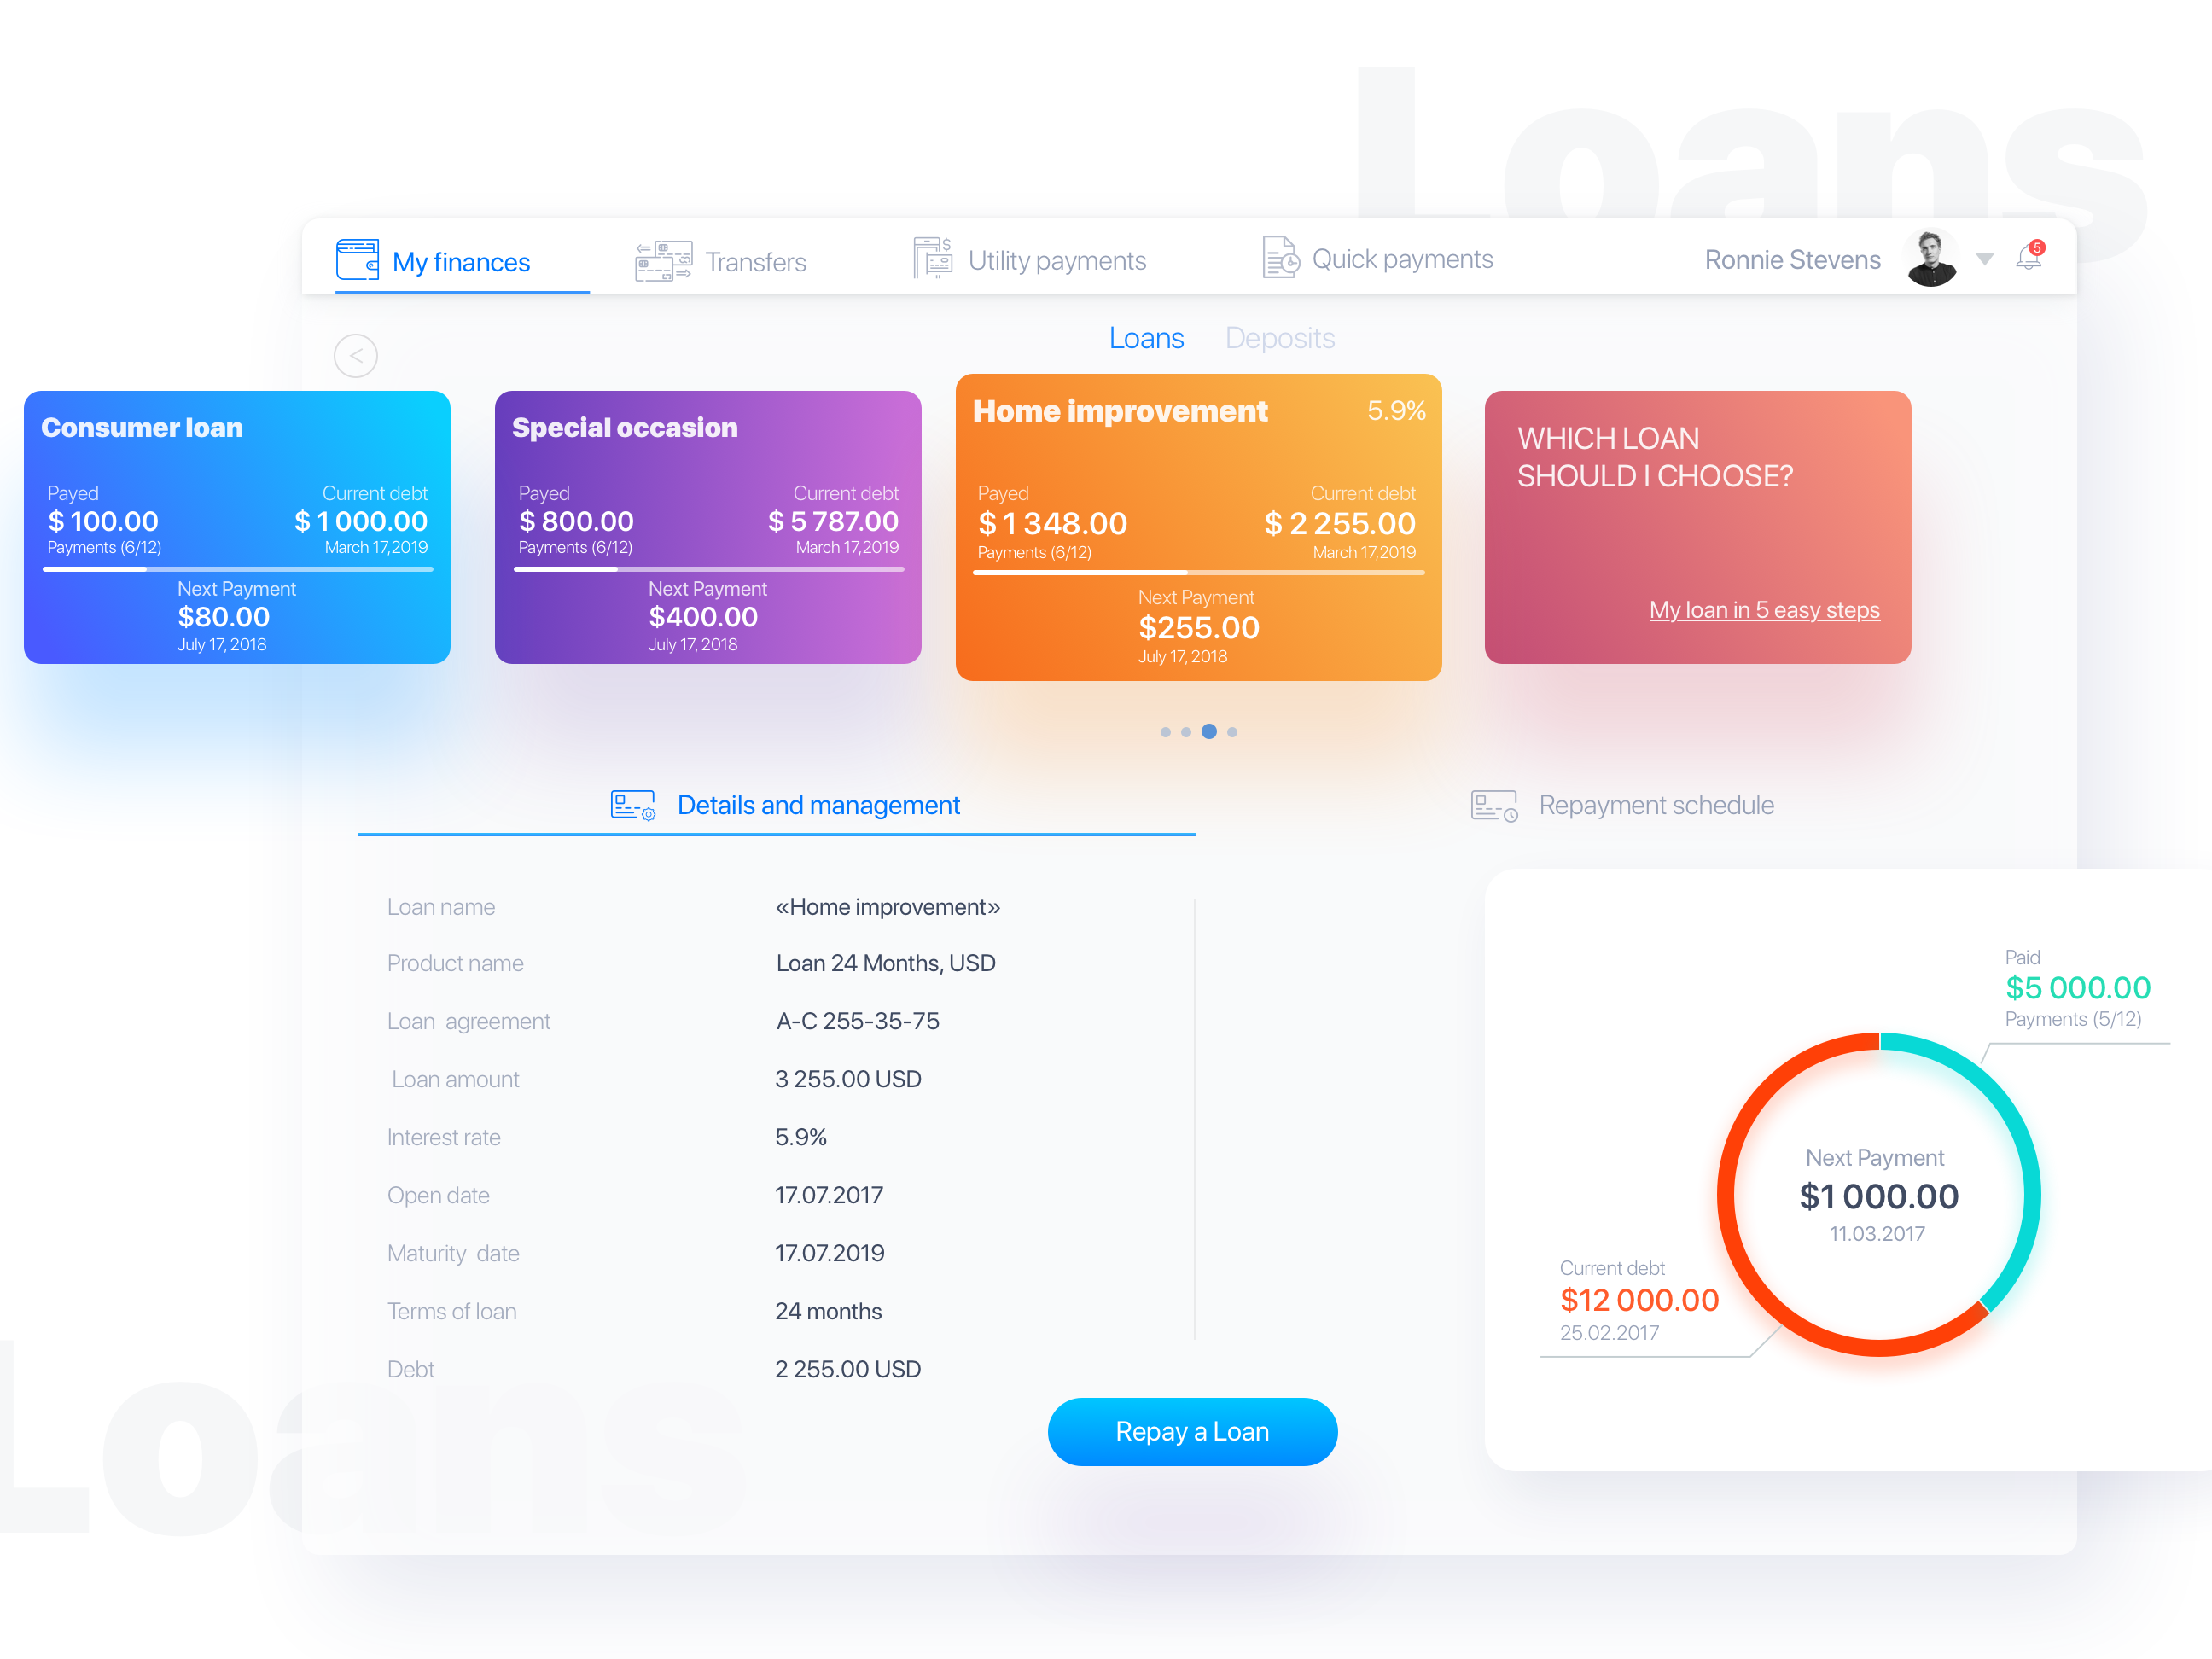 Loans
My finances
Transfers
Utility payments
Quick payments
Ronnie Stevens
5
<
Loans
Deposits
Consumer loan
Payed
Current debt
$ 100.00
$ 1 000.00
Payments (6/12)
March 17,2019
Next Payment
$80.00
July 17, 2018
Special occasion
Payed
Current debt
$ 800.00
$ 5 787.00
Payments (6/12)
March 17,2019
Next Payment
$400.00
July 17, 2018
Home improvement
5.9%
Payed
Current debt
$ 1 348.00
$ 2 255.00
Payments (6/12)
March 17,2019
Next Payment
$255.00
July 17, 2018
WHICH LOAN
SHOULD I CHOOSE?
My loan in 5 easy steps
Details and management
Repayment schedule
Loan name
«Home improvement»
Product name
Loan 24 Months, USD
Loan agreement
A-C 255-35-75
Loan amount
3 255.00 USD
Interest rate
5.9%
Open date
17.07.2017
Maturity date
17.07.2019
Terms of loan
24 months
Debt
2 255.00 USD
Paid
$5 000.00
Payments (5/12)
Next Payment
$1 000.00
11.03.2017
Current debt
$12 000.00
25.02.2017
Repay a Loan
Loans